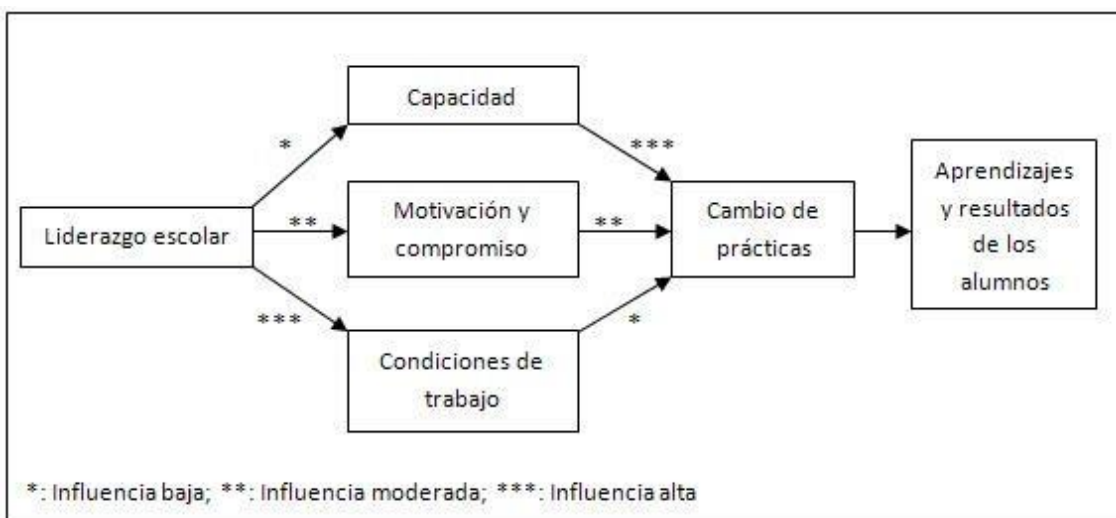 Capacidad
*
***
Liderazgo escolar
**
Motivación y
compromiso
**
Cambio de
prácticas
Aprendizajes
y resultados
de los
alumnos
***
Condiciones de
trabajo
*
*: Influencia baja; **: Influencia moderada; ***: Influencia alta